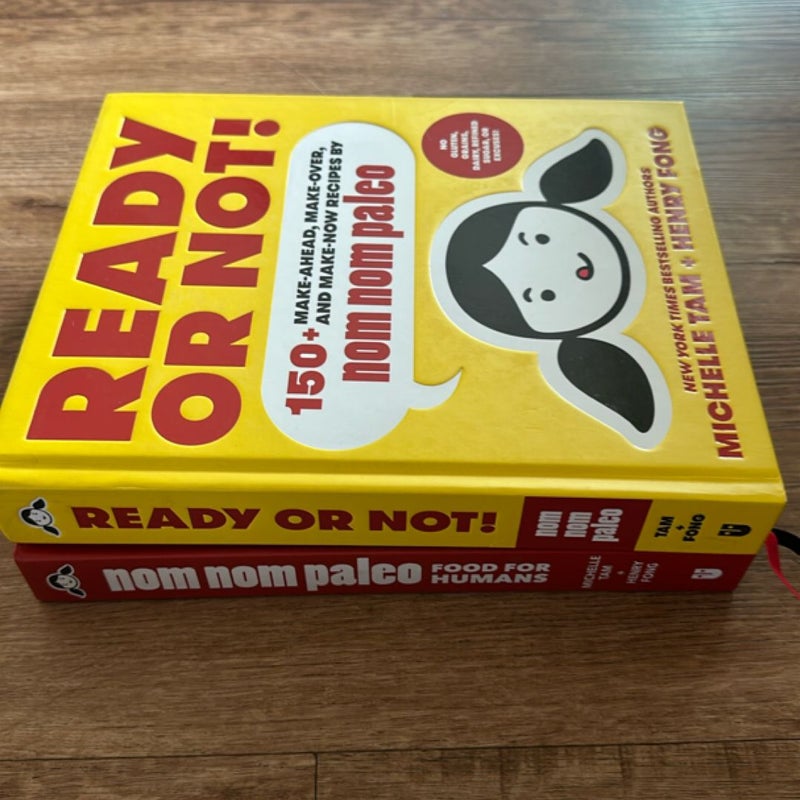 READY
OR NOT!
150+ MAKE-AHEAD, MAKE-OVER,
AND MAKE-NOW RECIPES BY
nom nom paleo
NO
GLUTEN,
GRAINS,
DAIRY, REFINED
SUGAR, OR
EXCUSES!
NEW YORK TIMES BESTSELLING AUTHORS
MICHELLE TAM + HENRY FONG
READY OR NOT!
nom
nom
paleo
TAM
+
FONG
nom nom paleo
FOOD FOR
HUMANS
MICHELLE
TAM
+
HENRY
FONG